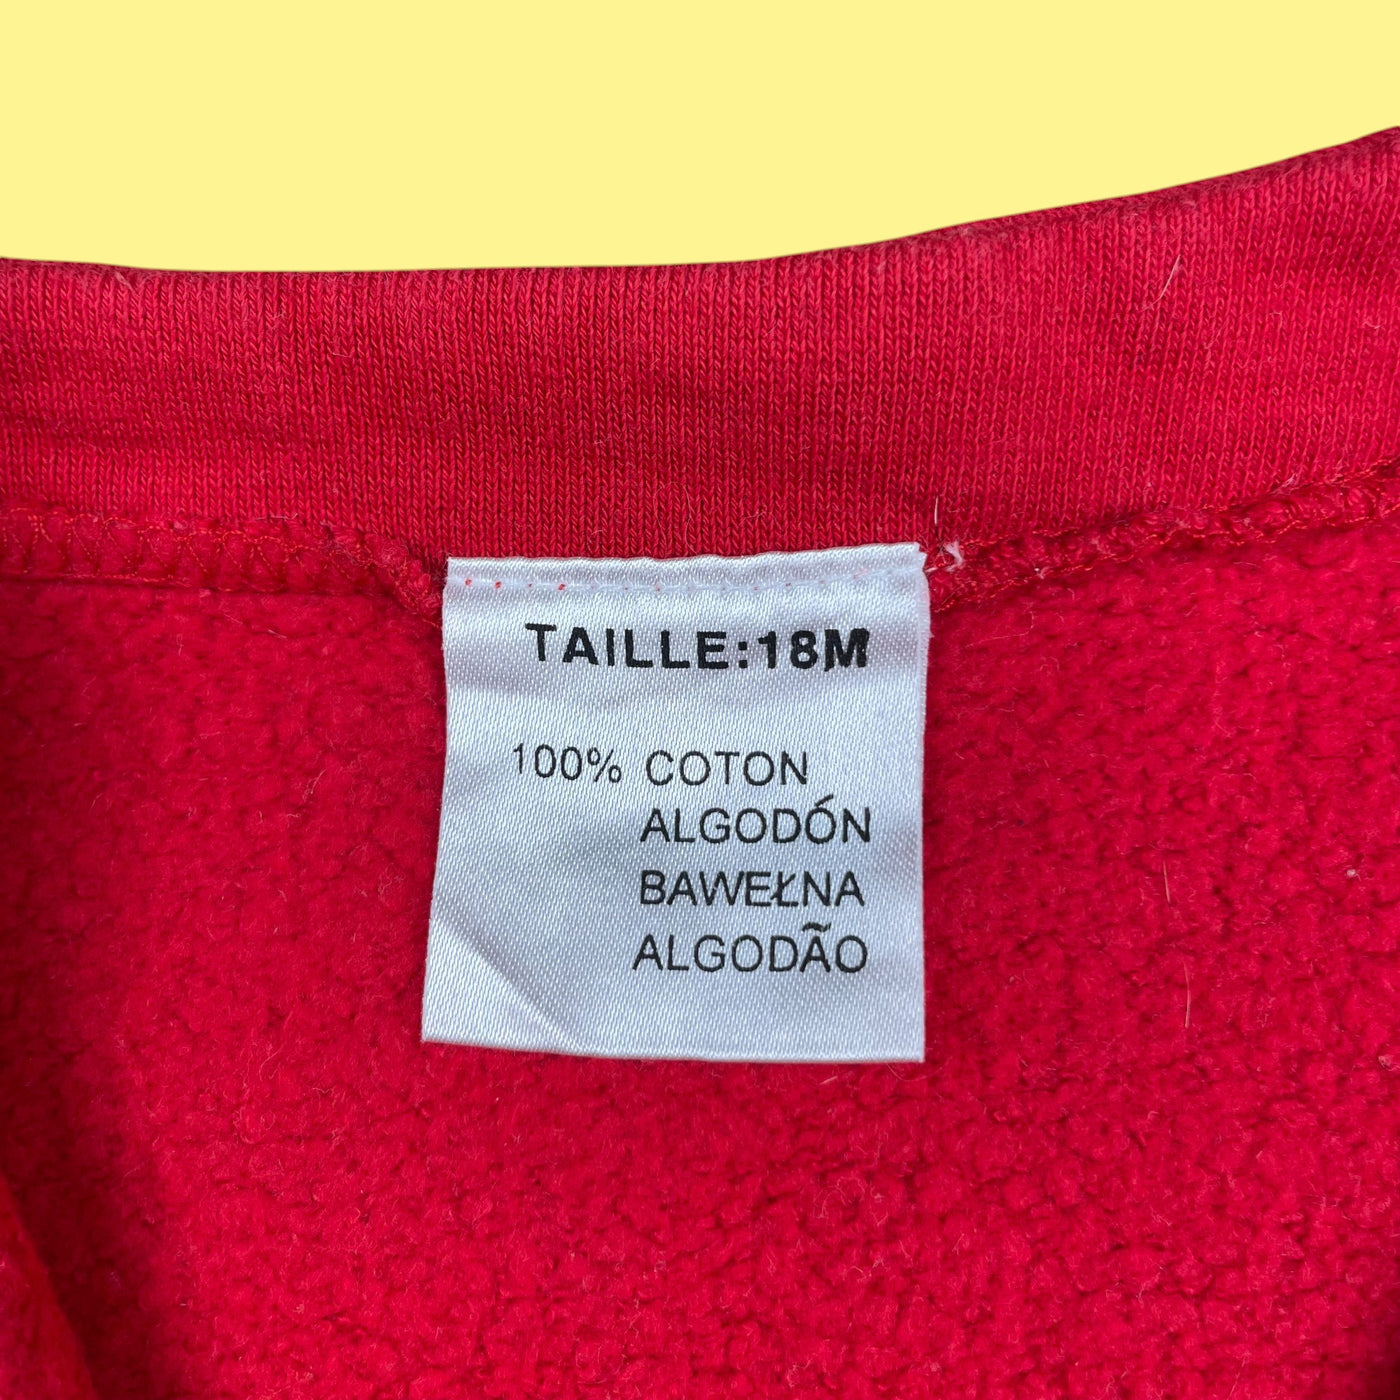 TAILLE:18M
100% COTON
ALGODÓN
BAWEŁNA
ALGODÃO